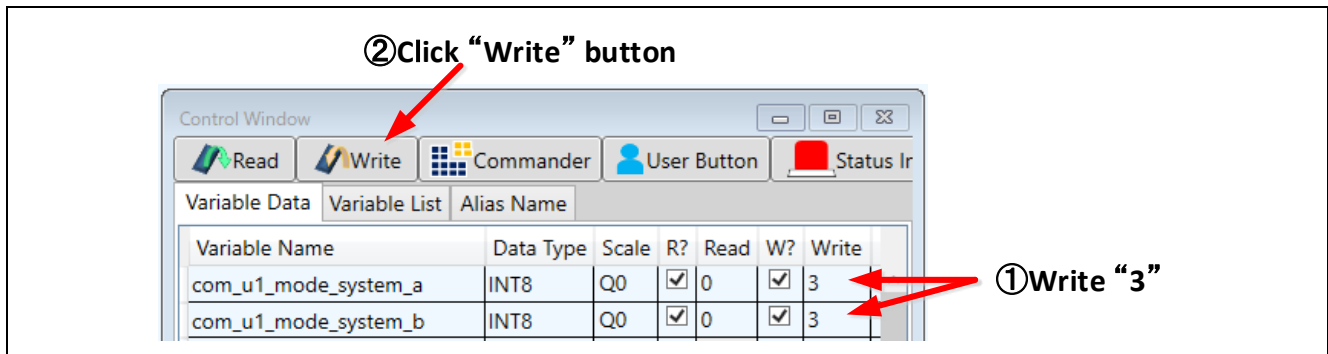 ②Click “Write” button
Control Window
Read Write Commander User Button Status In
Variable Data Variable List Alias Name
Variable Name Data Type Scale R? Read W? Write
com_u1_mode_system_a INT8 Q0 0 3
com_u1_mode_system_b INT8 Q0 0 3
①Write “3”